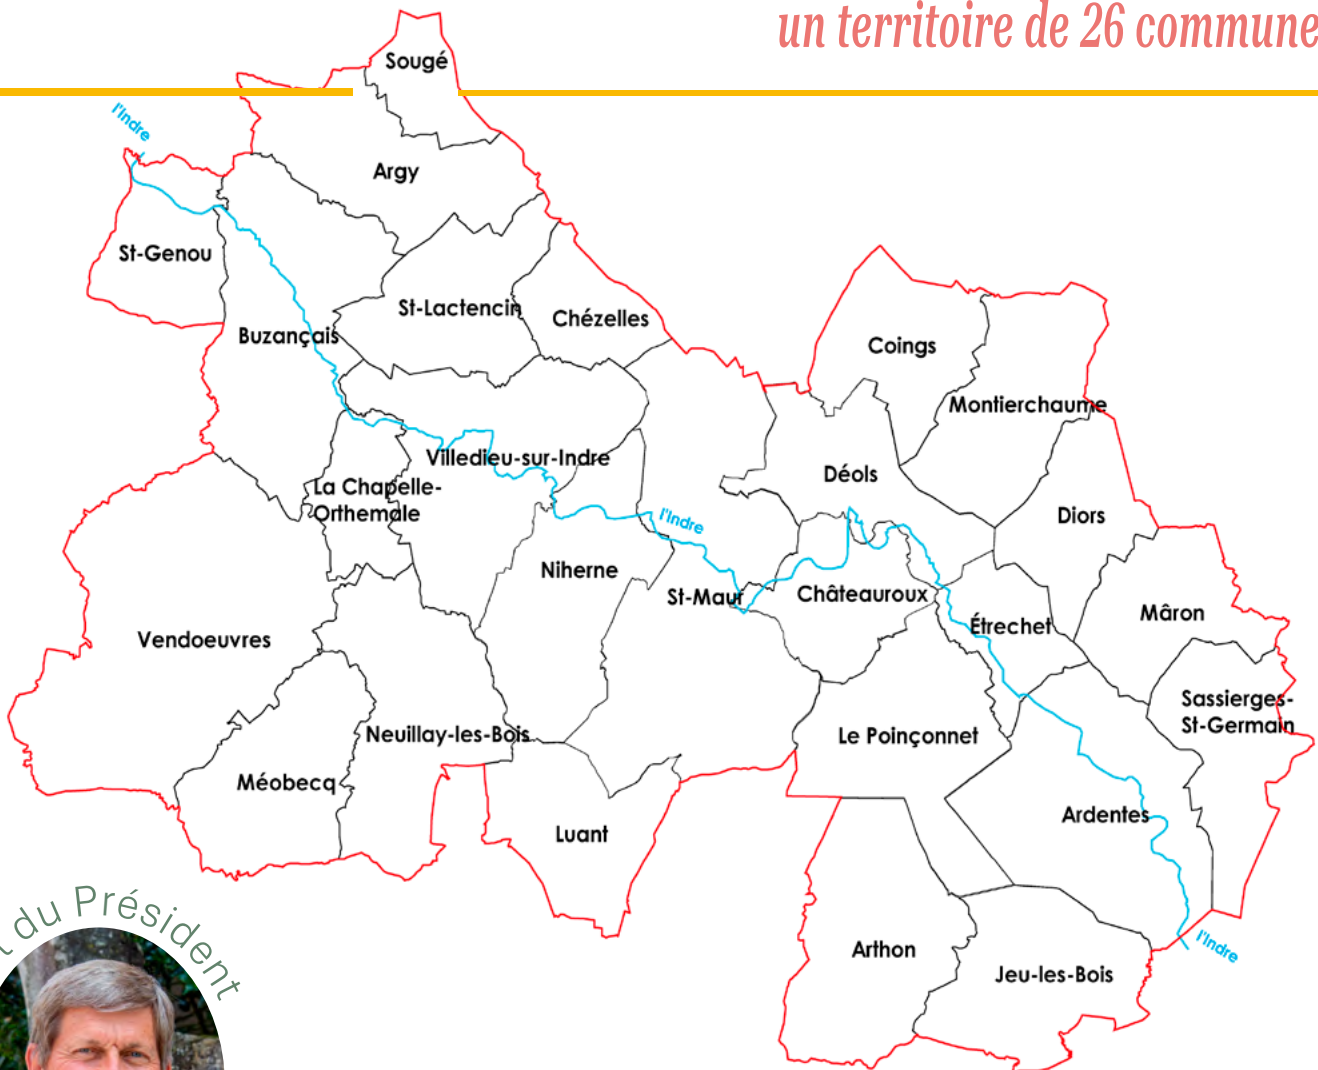 un territoire de 26 commune
Sougé
l'Indre
Argy
St-Genou
St-Lactencin
Chézelles
Buzançais
Coings
Montierchaume
Villedieu-sur-Indre
Déols
La Chapelle-
Orthemale
l'Indre
Diors
Niherne
St-Maur
Châteauroux
Étrechet
Mâron
Vendoeuvres
Sassierges-
St-Germain
Neuillay-les-Bois
Le Poinçonnet
Méobecq
Ardentes
Luant
du Président
l'Indre
Arthon
Jeu-les-Bois